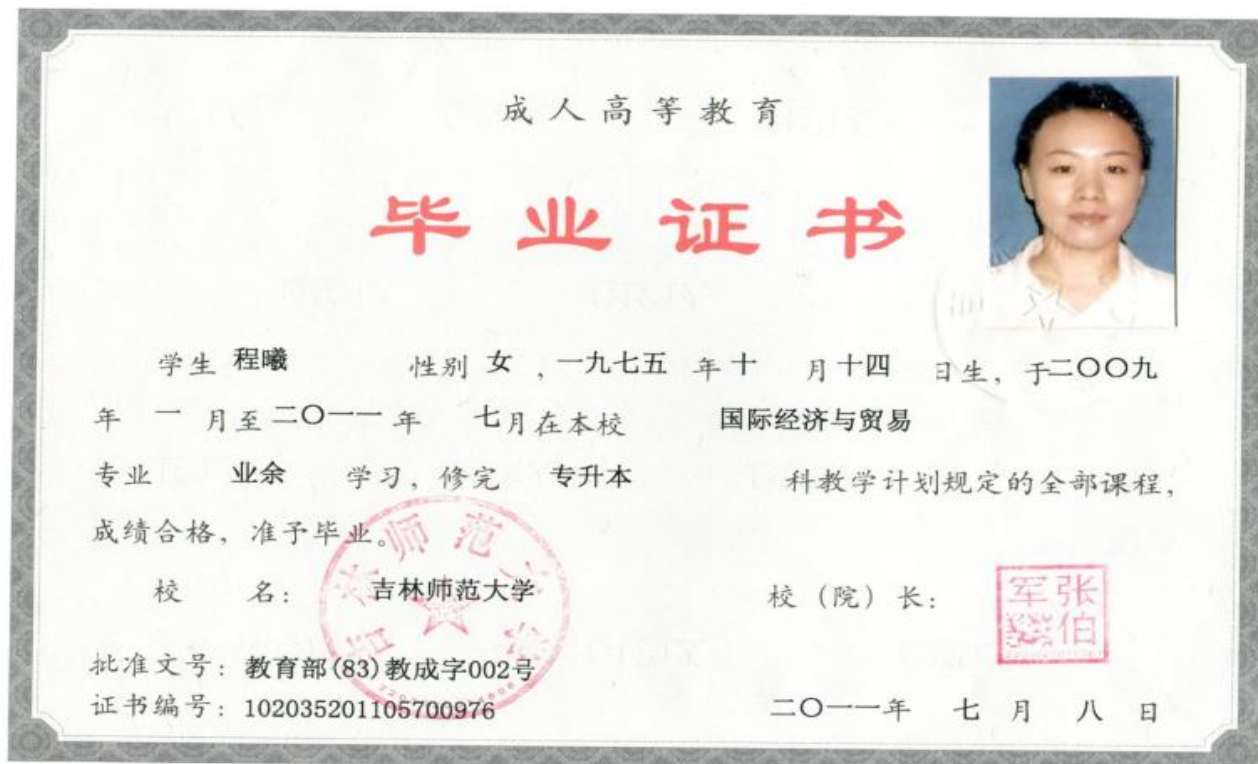 成人高等教育
毕业证书
学生 程曦 性别 女 ，一九七五 年 十 月 十四 日生，于二〇〇九
年 一 月至 二〇一一 年 七 月在本校 国际经济与贸易
专业 业余 学习，修完 专升本 科教学计划规定的全部课程，
成绩合格，准予毕业。
校 名： 吉林师范大学 校（院）长：
张伯军
吉林师范大学
批准文号：教育部(83)教成字002号
证书编号：102035201105700976 二〇一一年 七 月 八 日